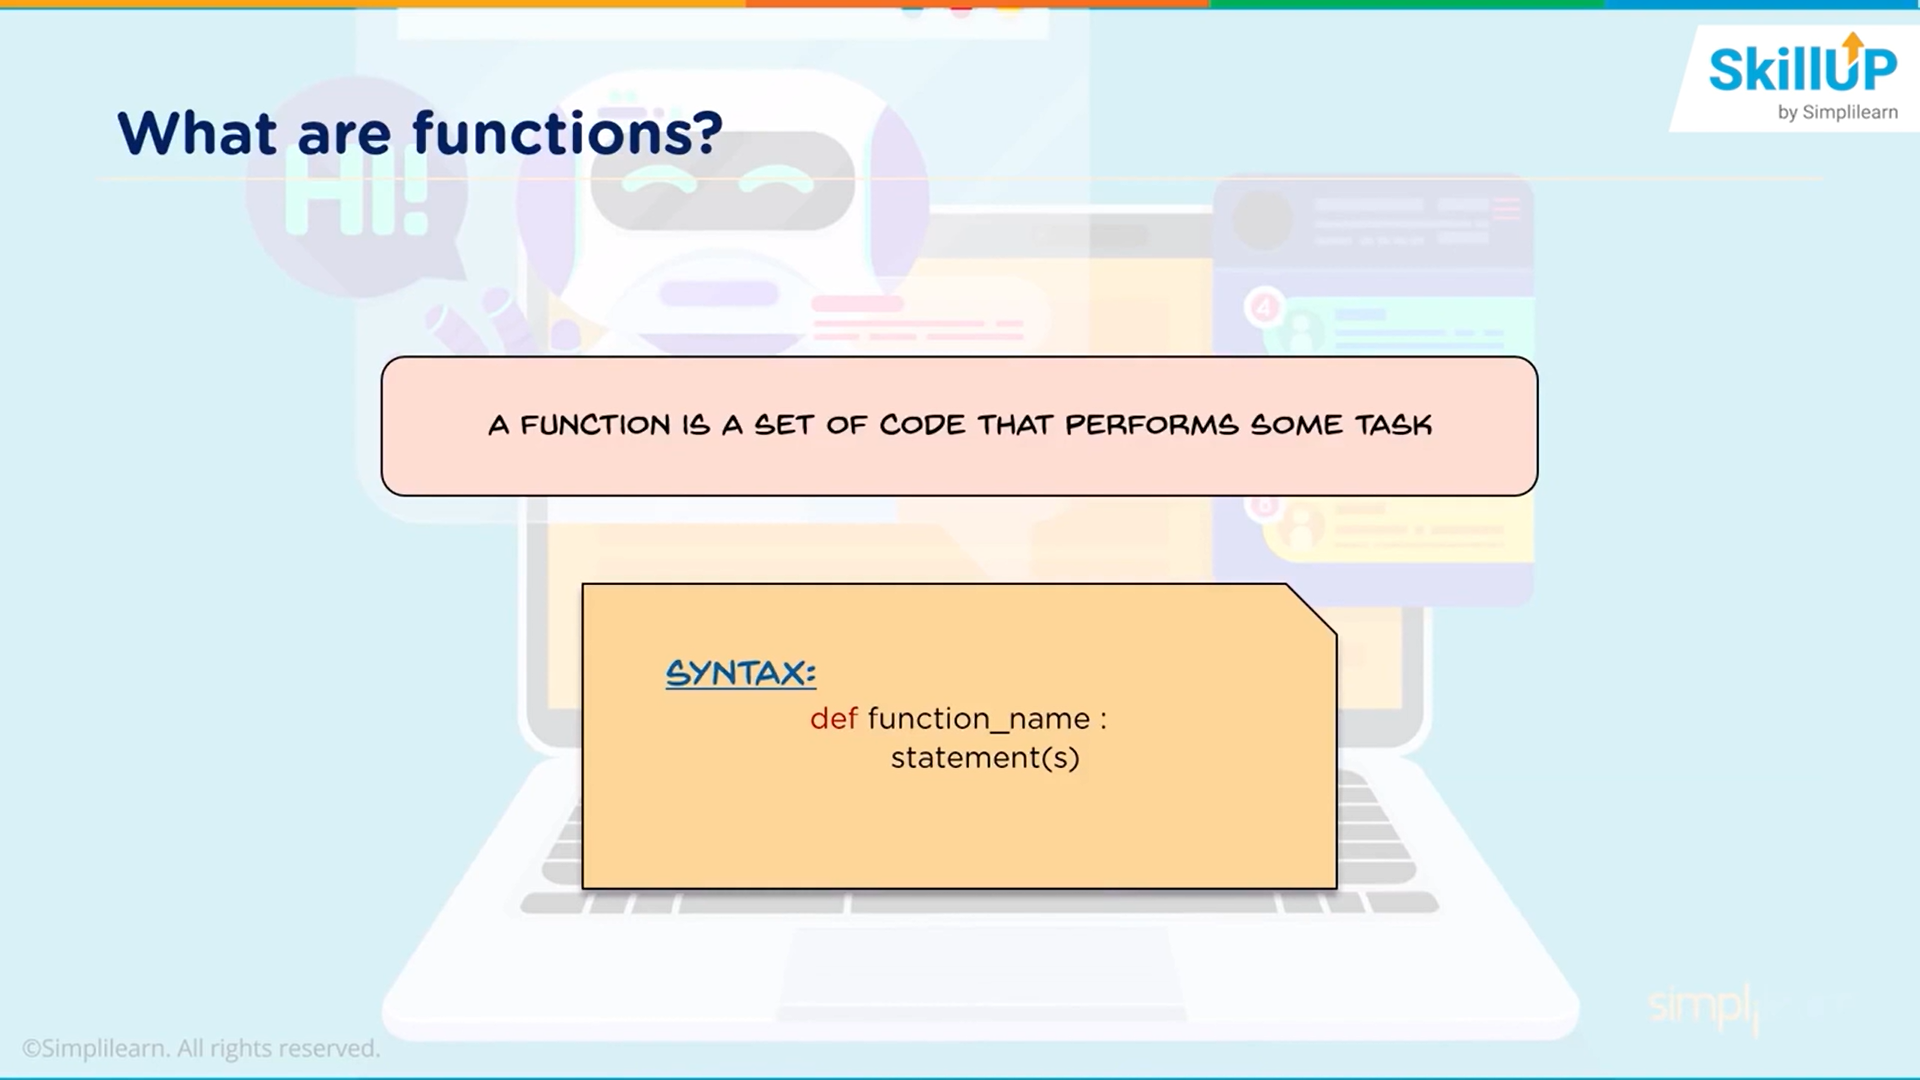 SkillUP
by Simplilearn
What are functions?
HI!
4
A FUNCTION IS A SET OF CODE THAT PERFORMS SOME TASK
SYNTAX:
def function_name :
statement(s)
simpli
©Simplilearn. All rights reserved.